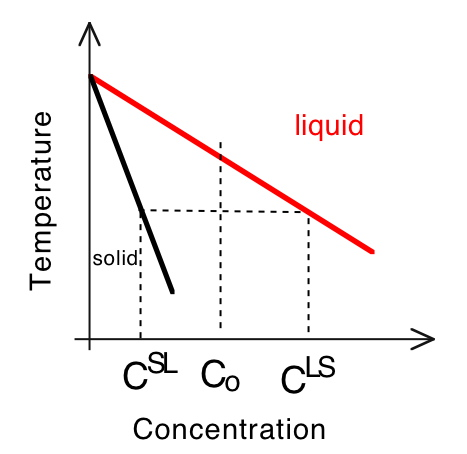 liquid
Temperature
solid
C^SL C_o C^LS
Concentration